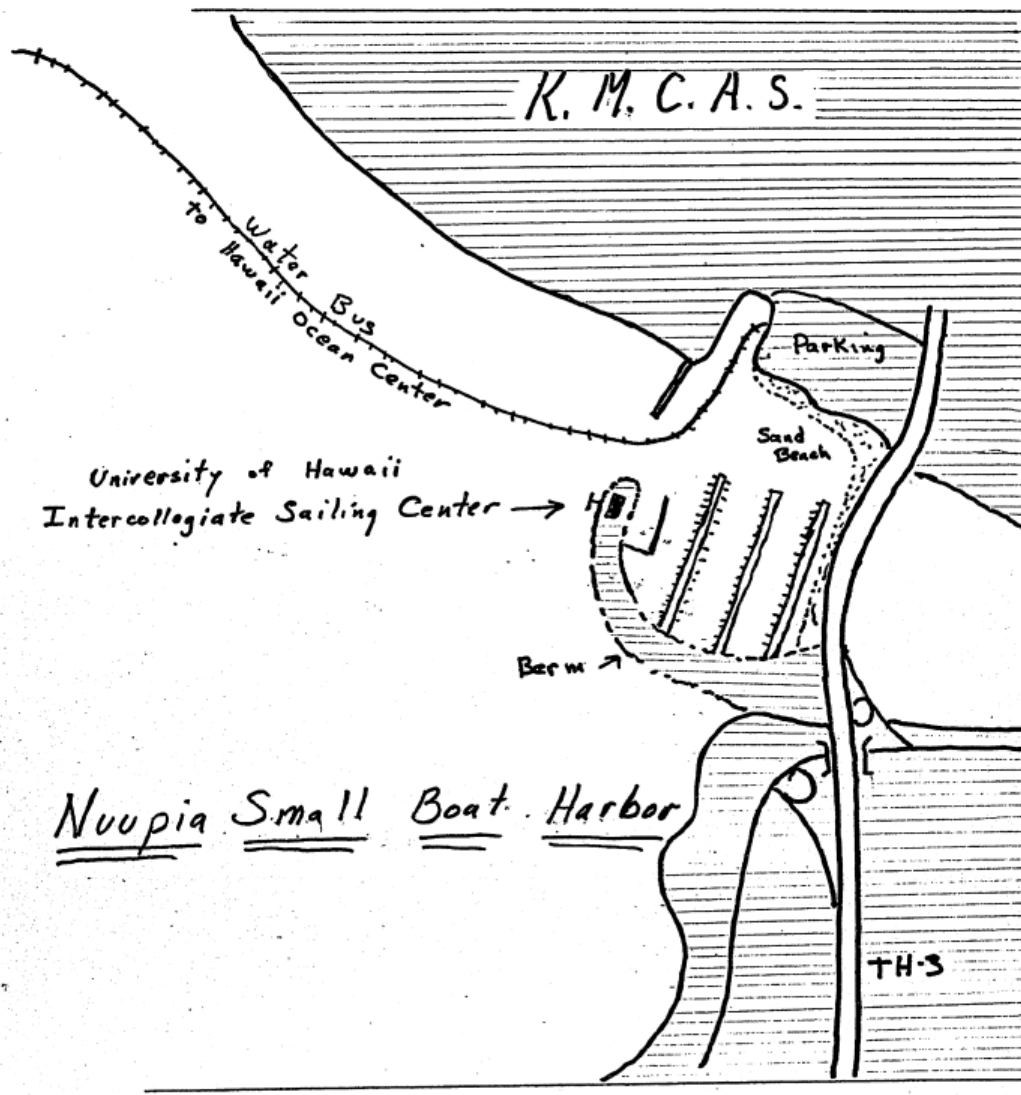 K. M. C. A. S.
Water Bus
to Hawaii Ocean Center
Parking
Sand
Beach
University of Hawaii
Intercollegiate Sailing Center
H
Berm
Nuupia Small Boat Harbor
TH-3